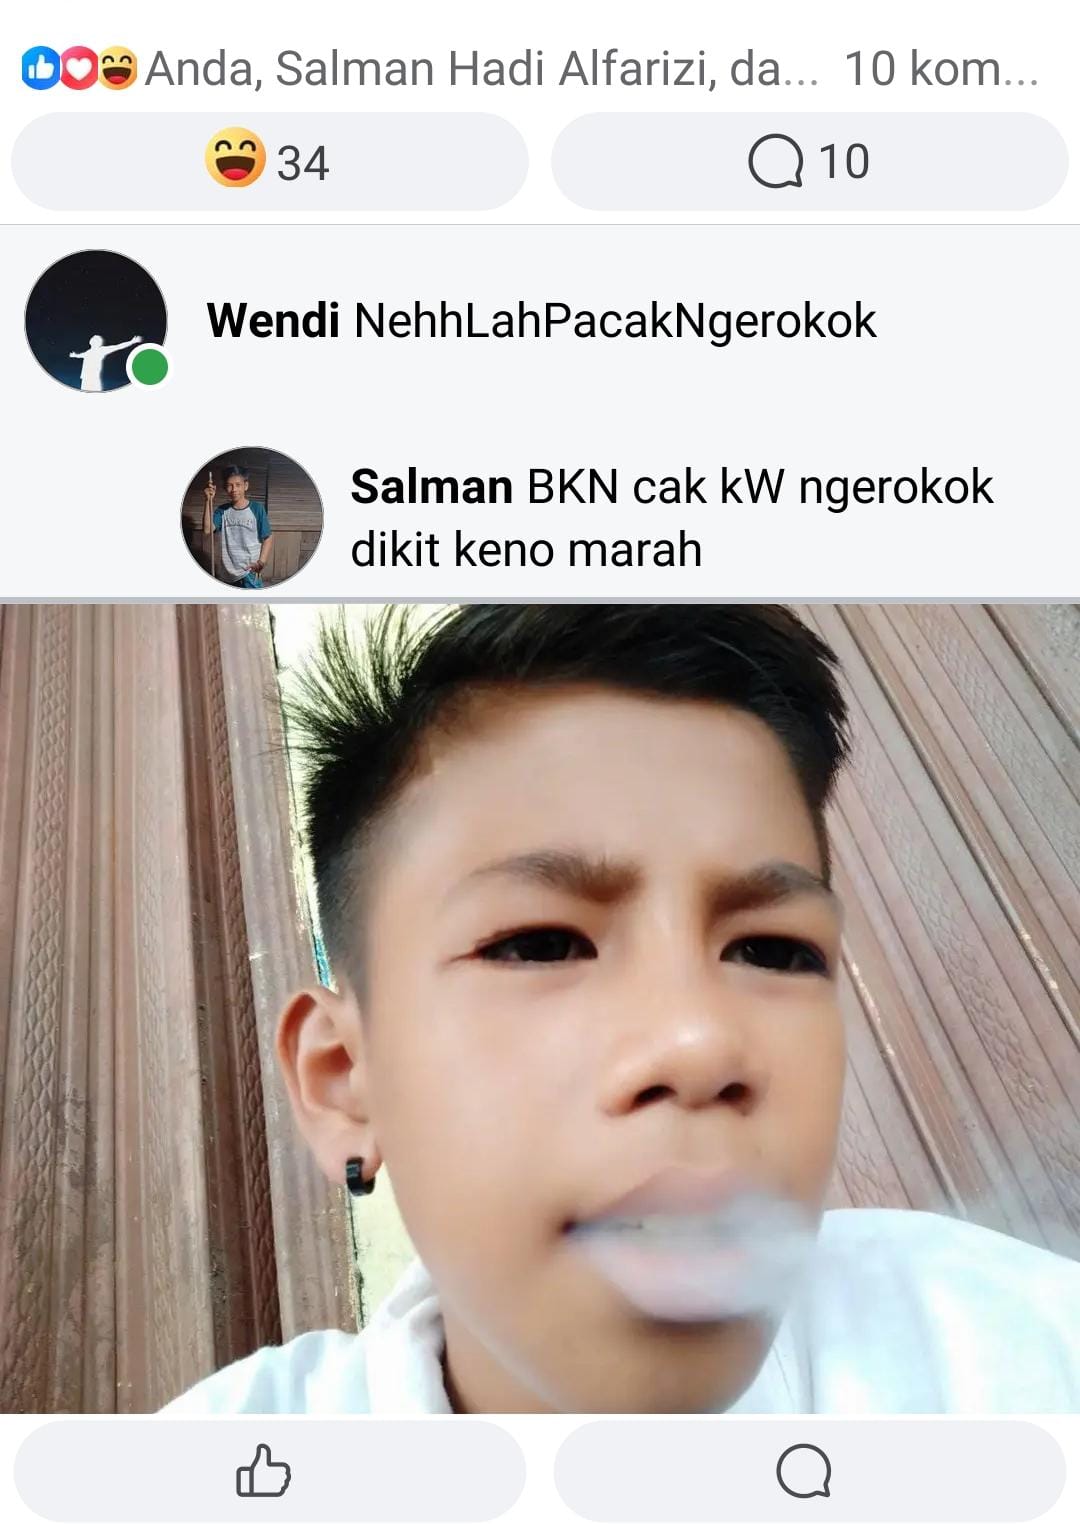 Anda, Salman Hadi Alfarizi, da... 10 kom...
34 10
Wendi NehhLahPacakNgerokok
Salman BKN cak kW ngerokok
dikit keno marah